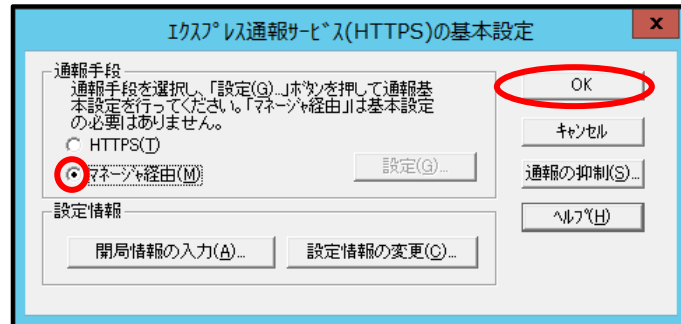 ｴｸｽﾌﾟﾚｽ通報ｻｰﾋﾞｽ(HTTPS)の基本設定
x
通報手段
通報手段を選択し、「設定(G)...」ﾎﾞﾀﾝを押して通報基
本設定を行ってください。「ﾏﾈｰｼﾞｬ経由」は基本設定
の必要はありません。
HTTPS(T)
ﾏﾈｰｼﾞｬ経由(M)
設定(G)...
OK
ｷｬﾝｾﾙ
通報の抑制(S)...
ﾍﾙﾌﾟ(H)
設定情報
開局情報の入力(A)...
設定情報の変更(C)...